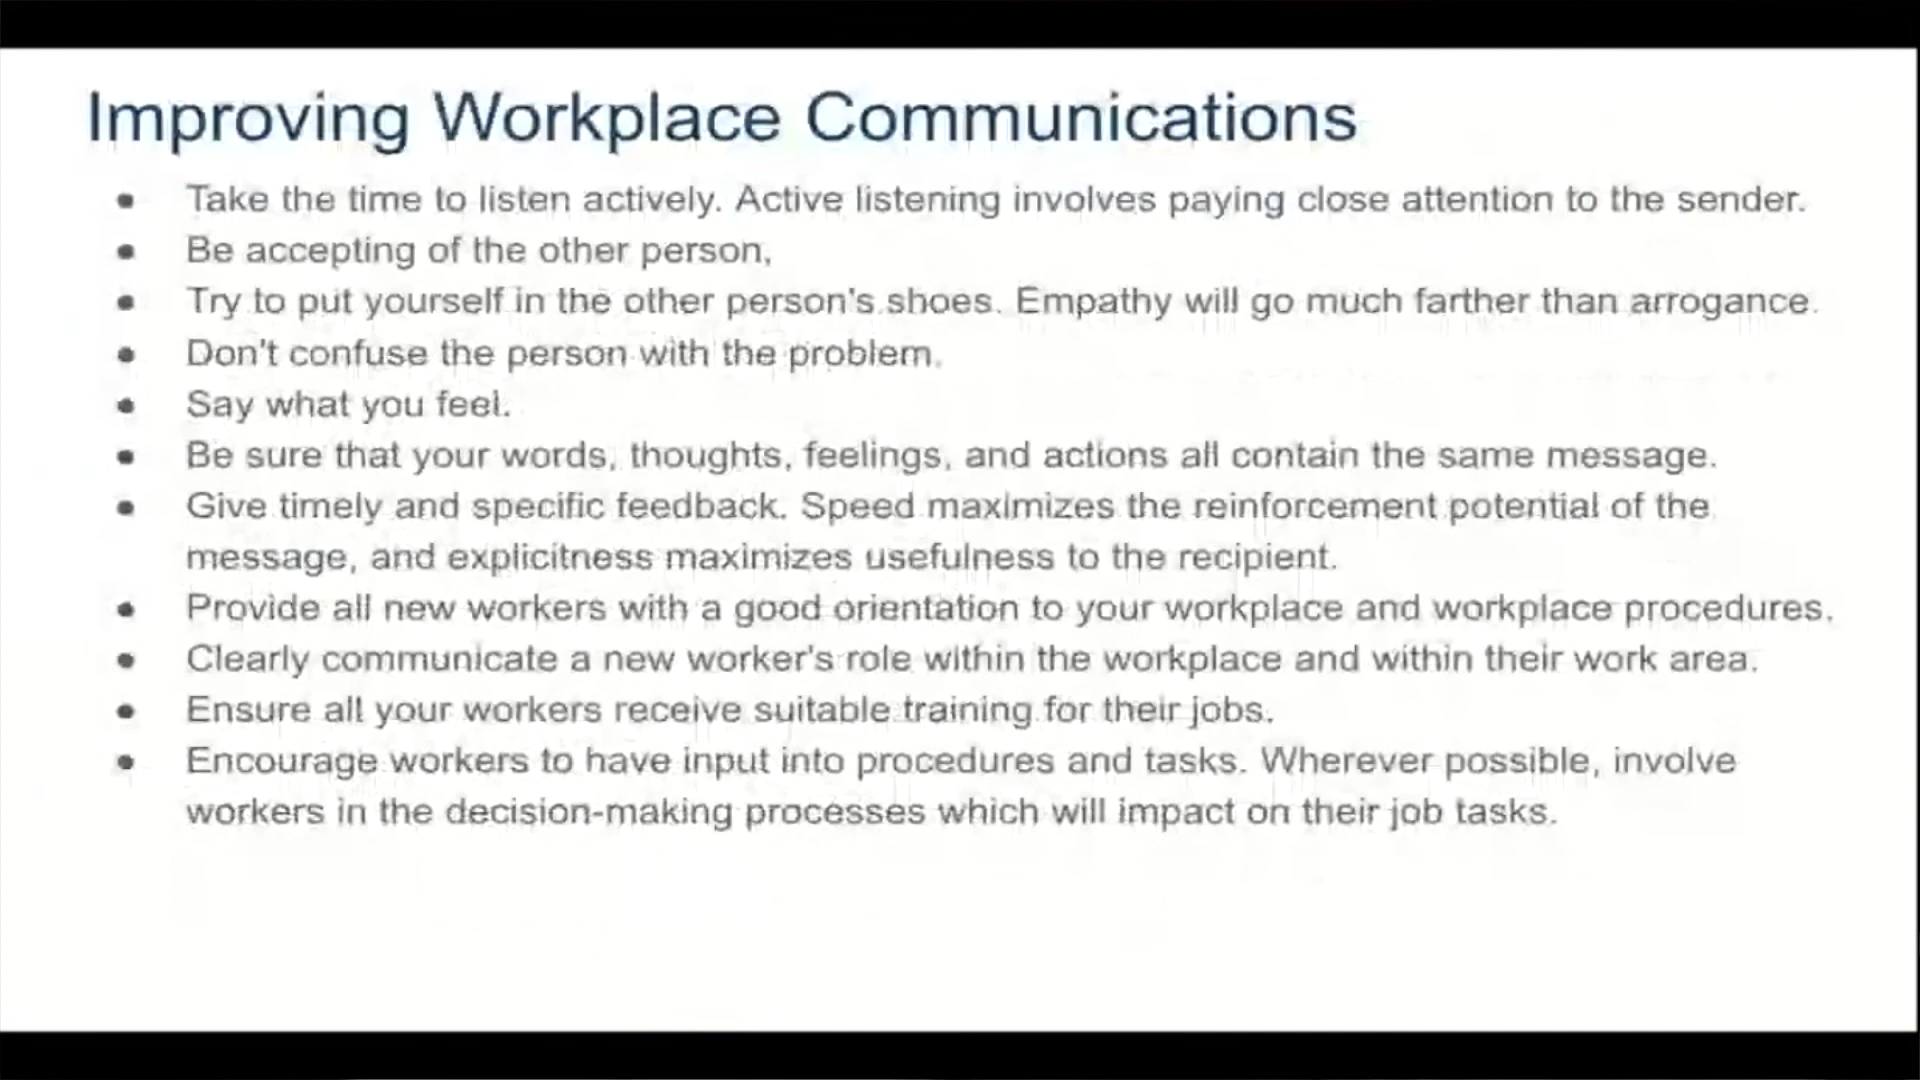 Improving Workplace Communications
● Take the time to listen actively. Active listening involves paying close attention to the sender.
● Be accepting of the other person,
● Try to put yourself in the other person's shoes. Empathy will go much farther than arrogance.
● Don't confuse the person with the problem.
● Say what you feel.
● Be sure that your words, thoughts, feelings, and actions all contain the same message.
● Give timely and specific feedback. Speed maximizes the reinforcement potential of the
message, and explicitness maximizes usefulness to the recipient.
● Provide all new workers with a good orientation to your workplace and workplace procedures.
● Clearly communicate a new worker's role within the workplace and within their work area.
● Ensure all your workers receive suitable training for their jobs.
● Encourage workers to have input into procedures and tasks. Wherever possible, involve
workers in the decision-making processes which will impact on their job tasks.